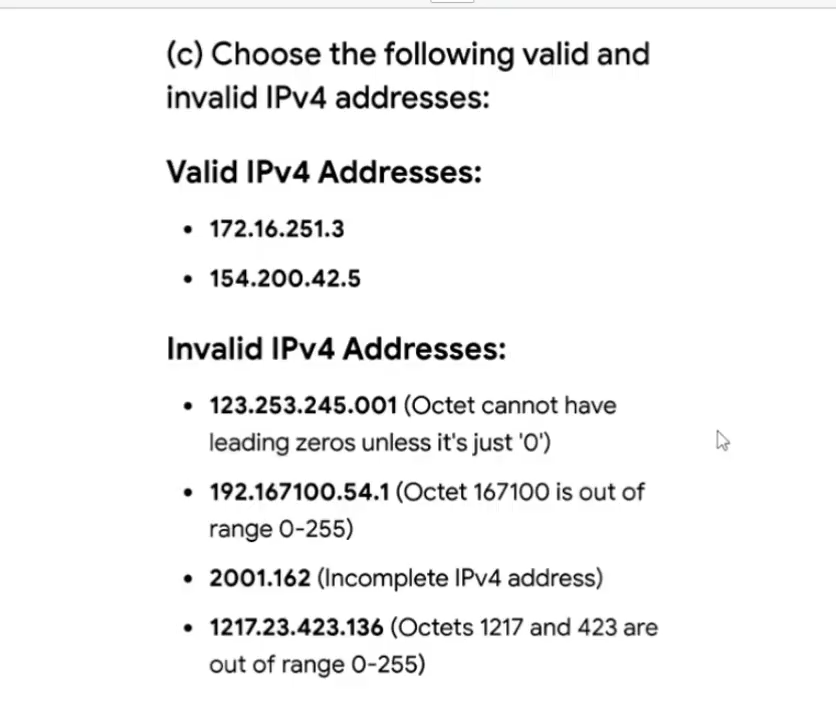 (c) Choose the following valid and
invalid IPv4 addresses:
Valid IPv4 Addresses:
• 172.16.251.3
• 154.200.42.5
Invalid IPv4 Addresses:
• 123.253.245.001 (Octet cannot have
leading zeros unless it's just '0')
• 192.167100.54.1 (Octet 167100 is out of
range 0-255)
• 2001.162 (Incomplete IPv4 address)
• 1217.23.423.136 (Octets 1217 and 423 are
out of range 0-255)